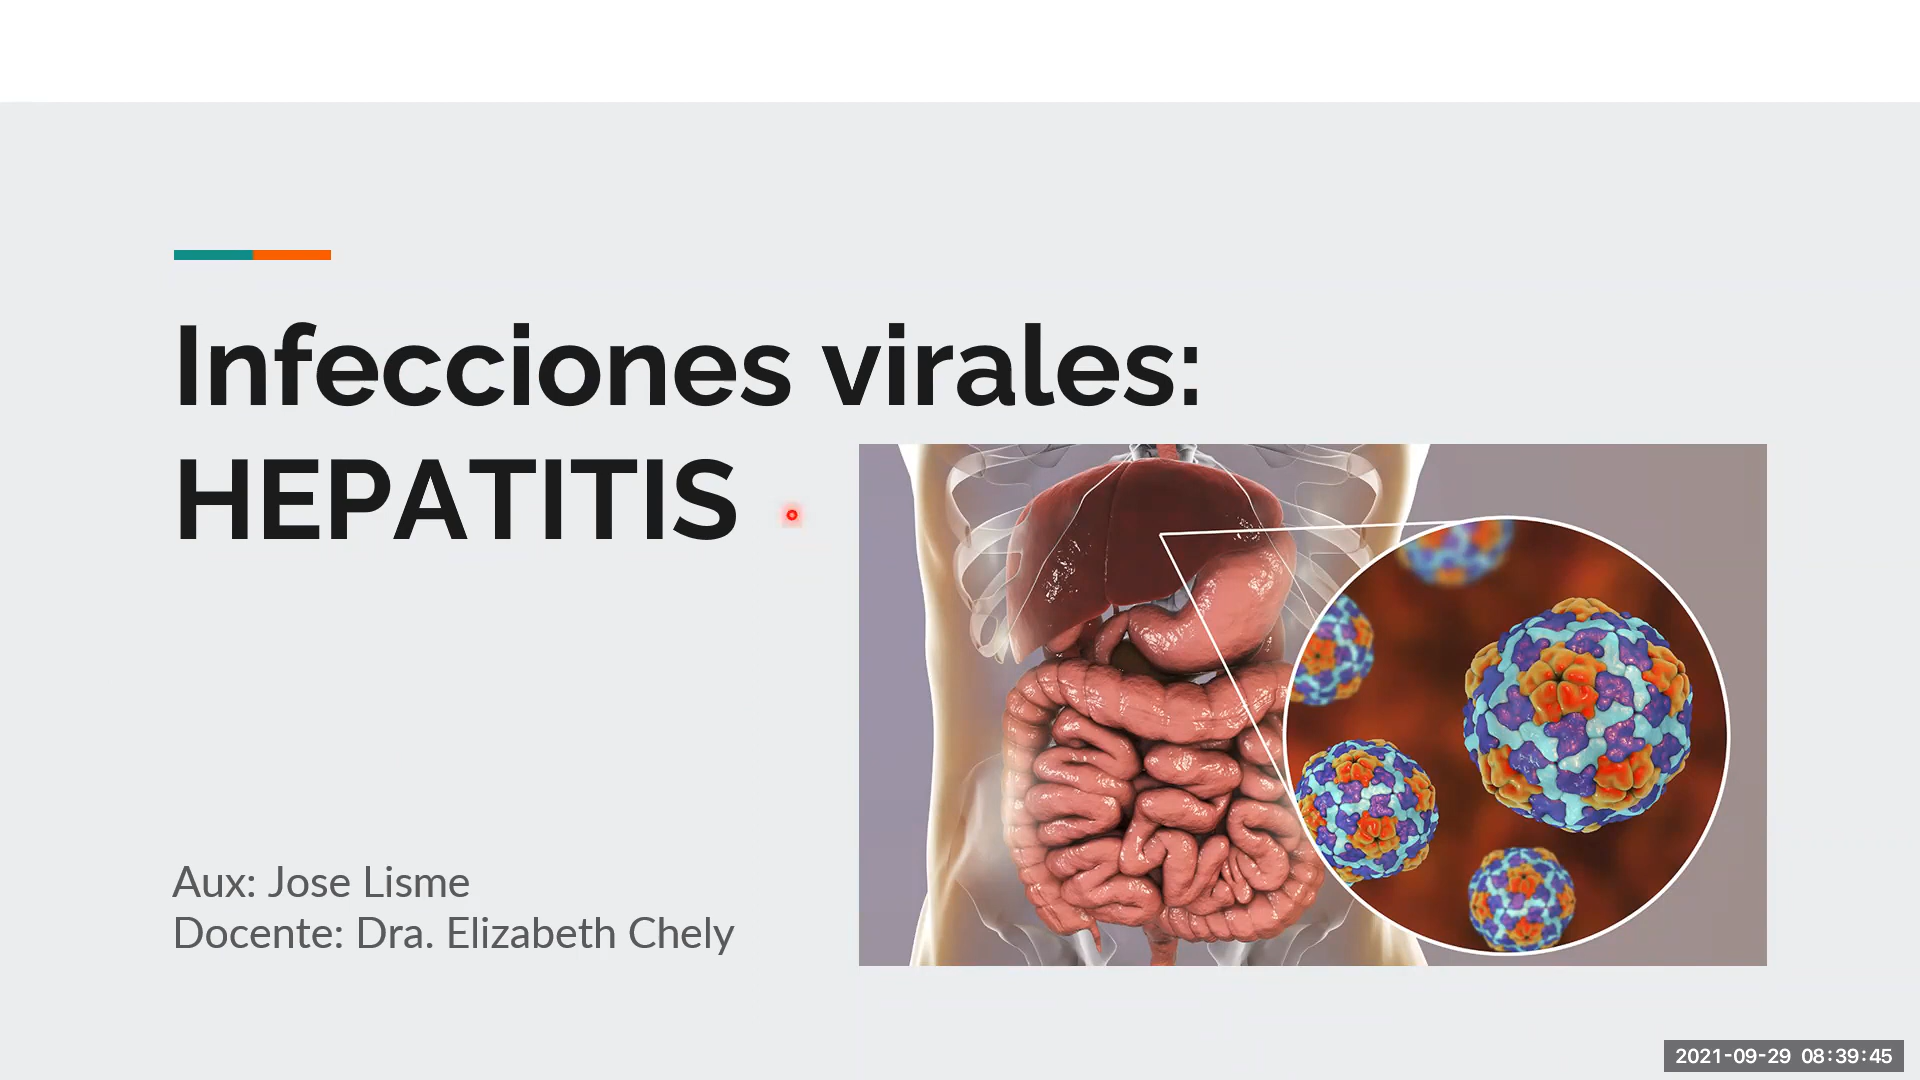 Infecciones virales:
HEPATITIS
Aux: Jose Lisme
Docente: Dra. Elizabeth Chely
2021-09-29 08:39:45